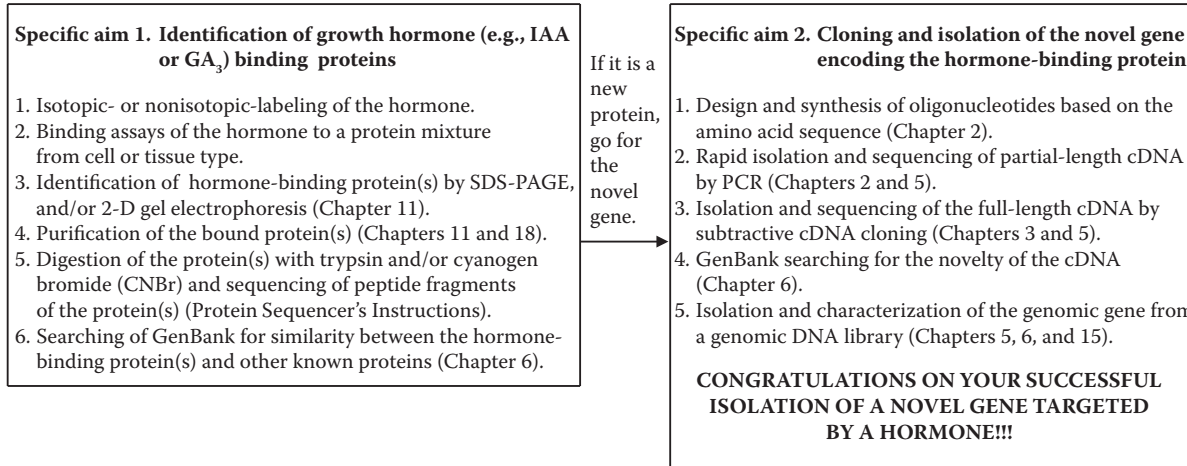 Specific aim 1. Identification of growth hormone (e.g., IAA
or GA3) binding proteins
1. Isotopic- or nonisotopic-labeling of the hormone.
2. Binding assays of the hormone to a protein mixture
from cell or tissue type.
3. Identification of hormone-binding protein(s) by SDS-PAGE,
and/or 2-D gel electrophoresis (Chapter 11).
4. Purification of the bound protein(s) (Chapters 11 and 18).
5. Digestion of the protein(s) with trypsin and/or cyanogen
bromide (CNBr) and sequencing of peptide fragments
of the protein(s) (Protein Sequencer's Instructions).
6. Searching of GenBank for similarity between the hormone-
binding protein(s) and other known proteins (Chapter 6).
If it is a
new
protein,
go for
the
novel
gene.
Specific aim 2. Cloning and isolation of the novel gene
encoding the hormone-binding protein
1. Design and synthesis of oligonucleotides based on the
amino acid sequence (Chapter 2).
2. Rapid isolation and sequencing of partial-length cDNA
by PCR (Chapters 2 and 5).
3. Isolation and sequencing of the full-length cDNA by
subtractive cDNA cloning (Chapters 3 and 5).
4. GenBank searching for the novelty of the cDNA
(Chapter 6).
5. Isolation and characterization of the genomic gene from
a genomic DNA library (Chapters 5, 6, and 15).
CONGRATULATIONS ON YOUR SUCCESSFUL
ISOLATION OF A NOVEL GENE TARGETED
BY A HORMONE!!!